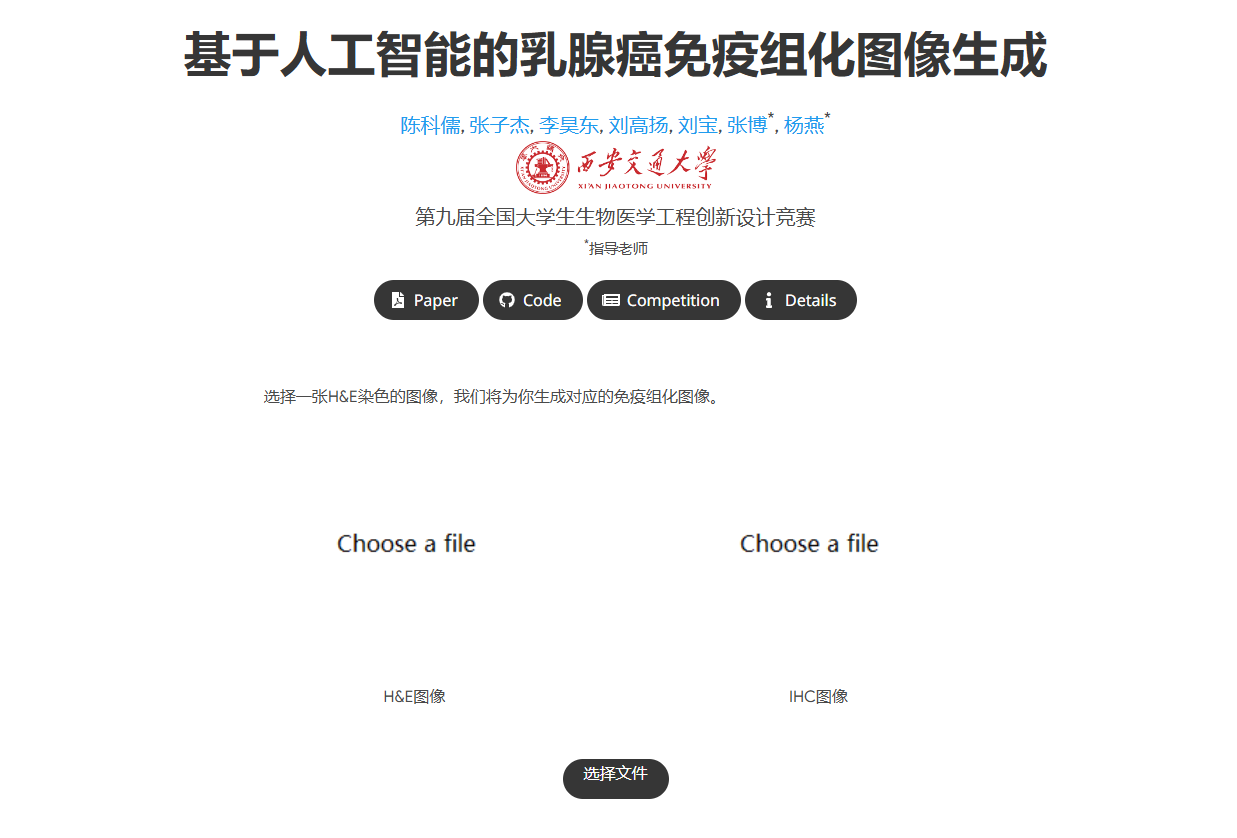 基于人工智能的乳腺癌免疫组化图像生成
陈科儒, 张子杰, 李昊东, 刘高扬, 刘宝, 张博*, 杨燕*
西安交通大学
XI'AN JIAOTONG UNIVERSITY
第九届全国大学生生物医学工程创新设计竞赛
*指导老师
Paper Code Competition Details
选择一张H&E染色的图像，我们将为你生成对应的免疫组化图像。
Choose a file Choose a file
H&E图像 IHC图像
选择文件